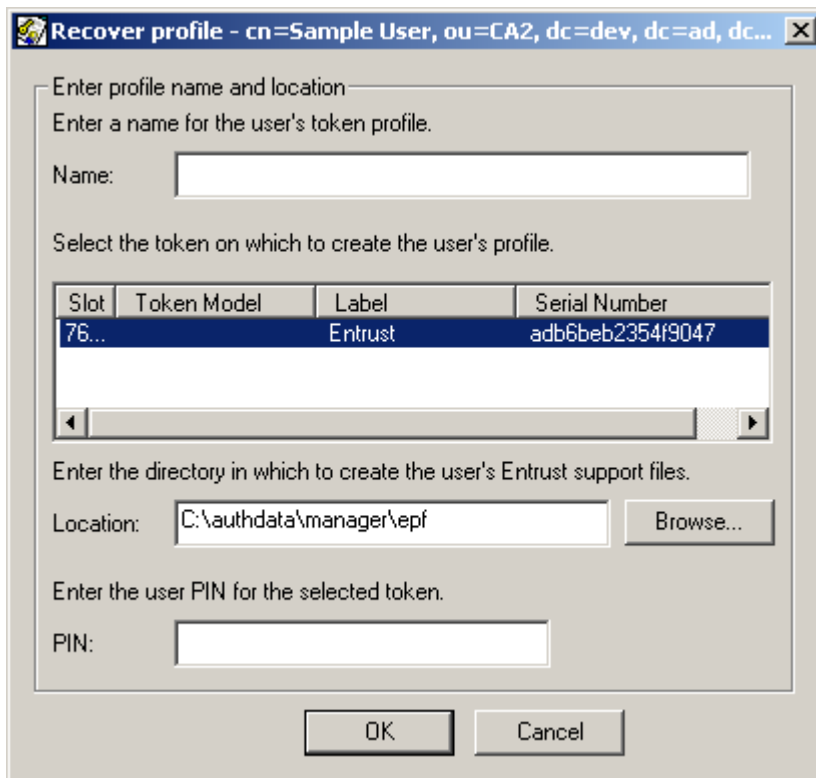 Recover profile - cn=Sample User, ou=CA2, dc=dev, dc=ad, dc...
Enter profile name and location
Enter a name for the user's token profile.
Name:
Select the token on which to create the user's profile.
Slot Token Model Label Serial Number
76... Entrust adb6beb2354f9047
Enter the directory in which to create the user's Entrust support files.
Location: C:\authdata\manager\epf Browse...
Enter the user PIN for the selected token.
PIN:
OK Cancel